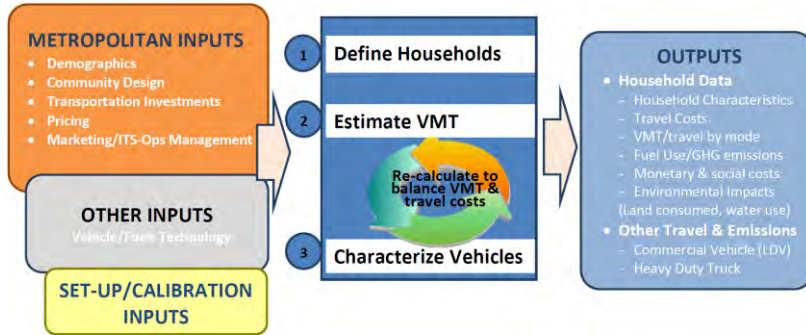 METROPOLITAN INPUTS
• Demographics
• Community Design
• Transportation Investments
• Pricing
• Marketing/ITS-Ops Management
OTHER INPUTS
Vehicle/Fuels Technology
SET-UP/CALIBRATION
INPUTS
1 Define Households
2 Estimate VMT
Re-calculate to
balance VMT &
travel costs
3 Characterize Vehicles
OUTPUTS
• Household Data
- Household Characteristics
- Travel Costs
- VMT/travel by mode
- Fuel Use/GHG emissions
- Monetary & social costs
- Environmental Impacts
(Land consumed, water use)
• Other Travel & Emissions
- Commercial Vehicle (LDV)
- Heavy Duty Truck